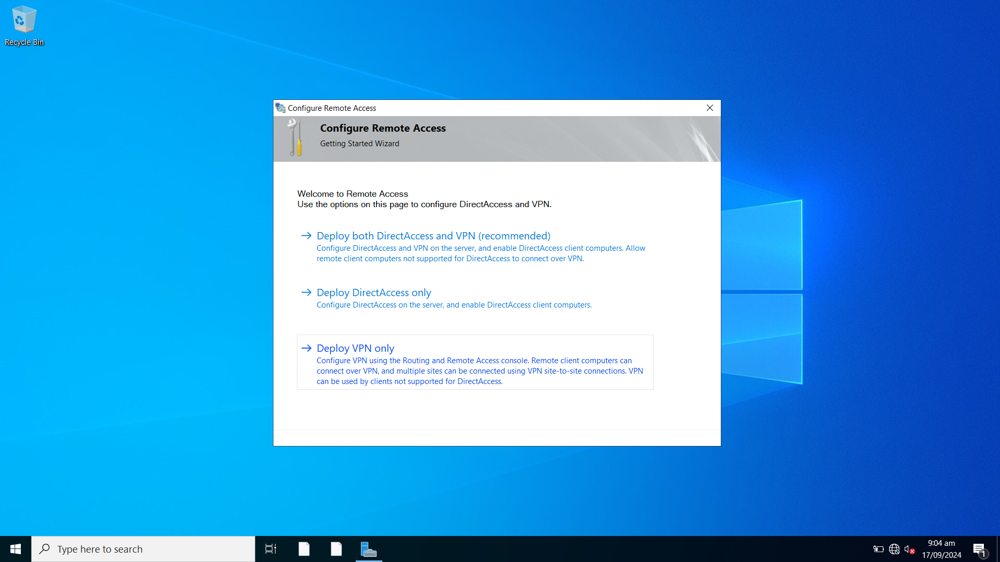 Recycle Bin
Configure Remote Access
Configure Remote Access
Getting Started Wizard
Welcome to Remote Access
Use the options on this page to configure DirectAccess and VPN.
Deploy both DirectAccess and VPN (recommended)
Configure DirectAccess and VPN on the server, and enable DirectAccess client computers. Allow
remote client computers not supported for DirectAccess to connect over VPN.
Deploy DirectAccess only
Configure DirectAccess on the server, and enable DirectAccess client computers.
Deploy VPN only
Configure VPN using the Routing and Remote Access console. Remote client computers can
connect over VPN, and multiple sites can be connected using VPN site-to-site connections. VPN
can be used by clients not supported for DirectAccess.
Type here to search
9:04 am
17/09/2024
1